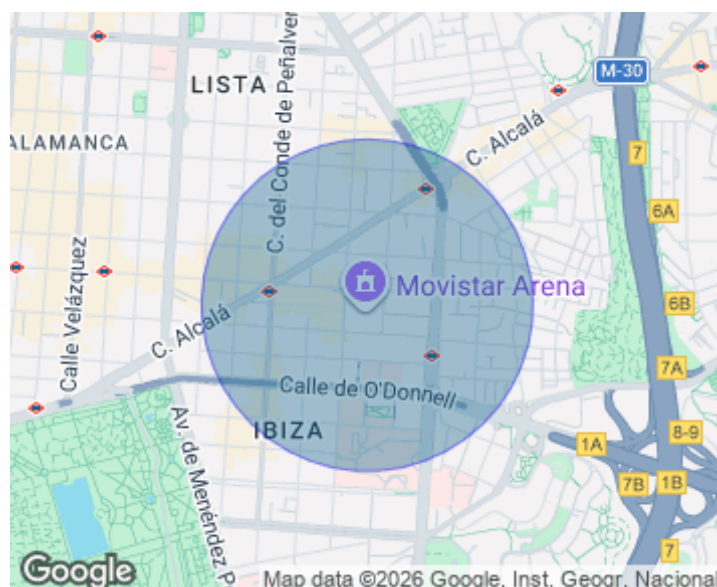 LISTA
C. del Conde de Peñalver
M-30
ALAMANCA
C. Alcalá
7
6A
Calle Velázquez
Movistar Arena
6B
C. Alcalá
7A
Calle de O'Donnell
IBIZA
Av. de Menéndez P
1A
8-9
7B
1B
7
Google
Map data ©2026 Google, Inst. Geogr. Nacional